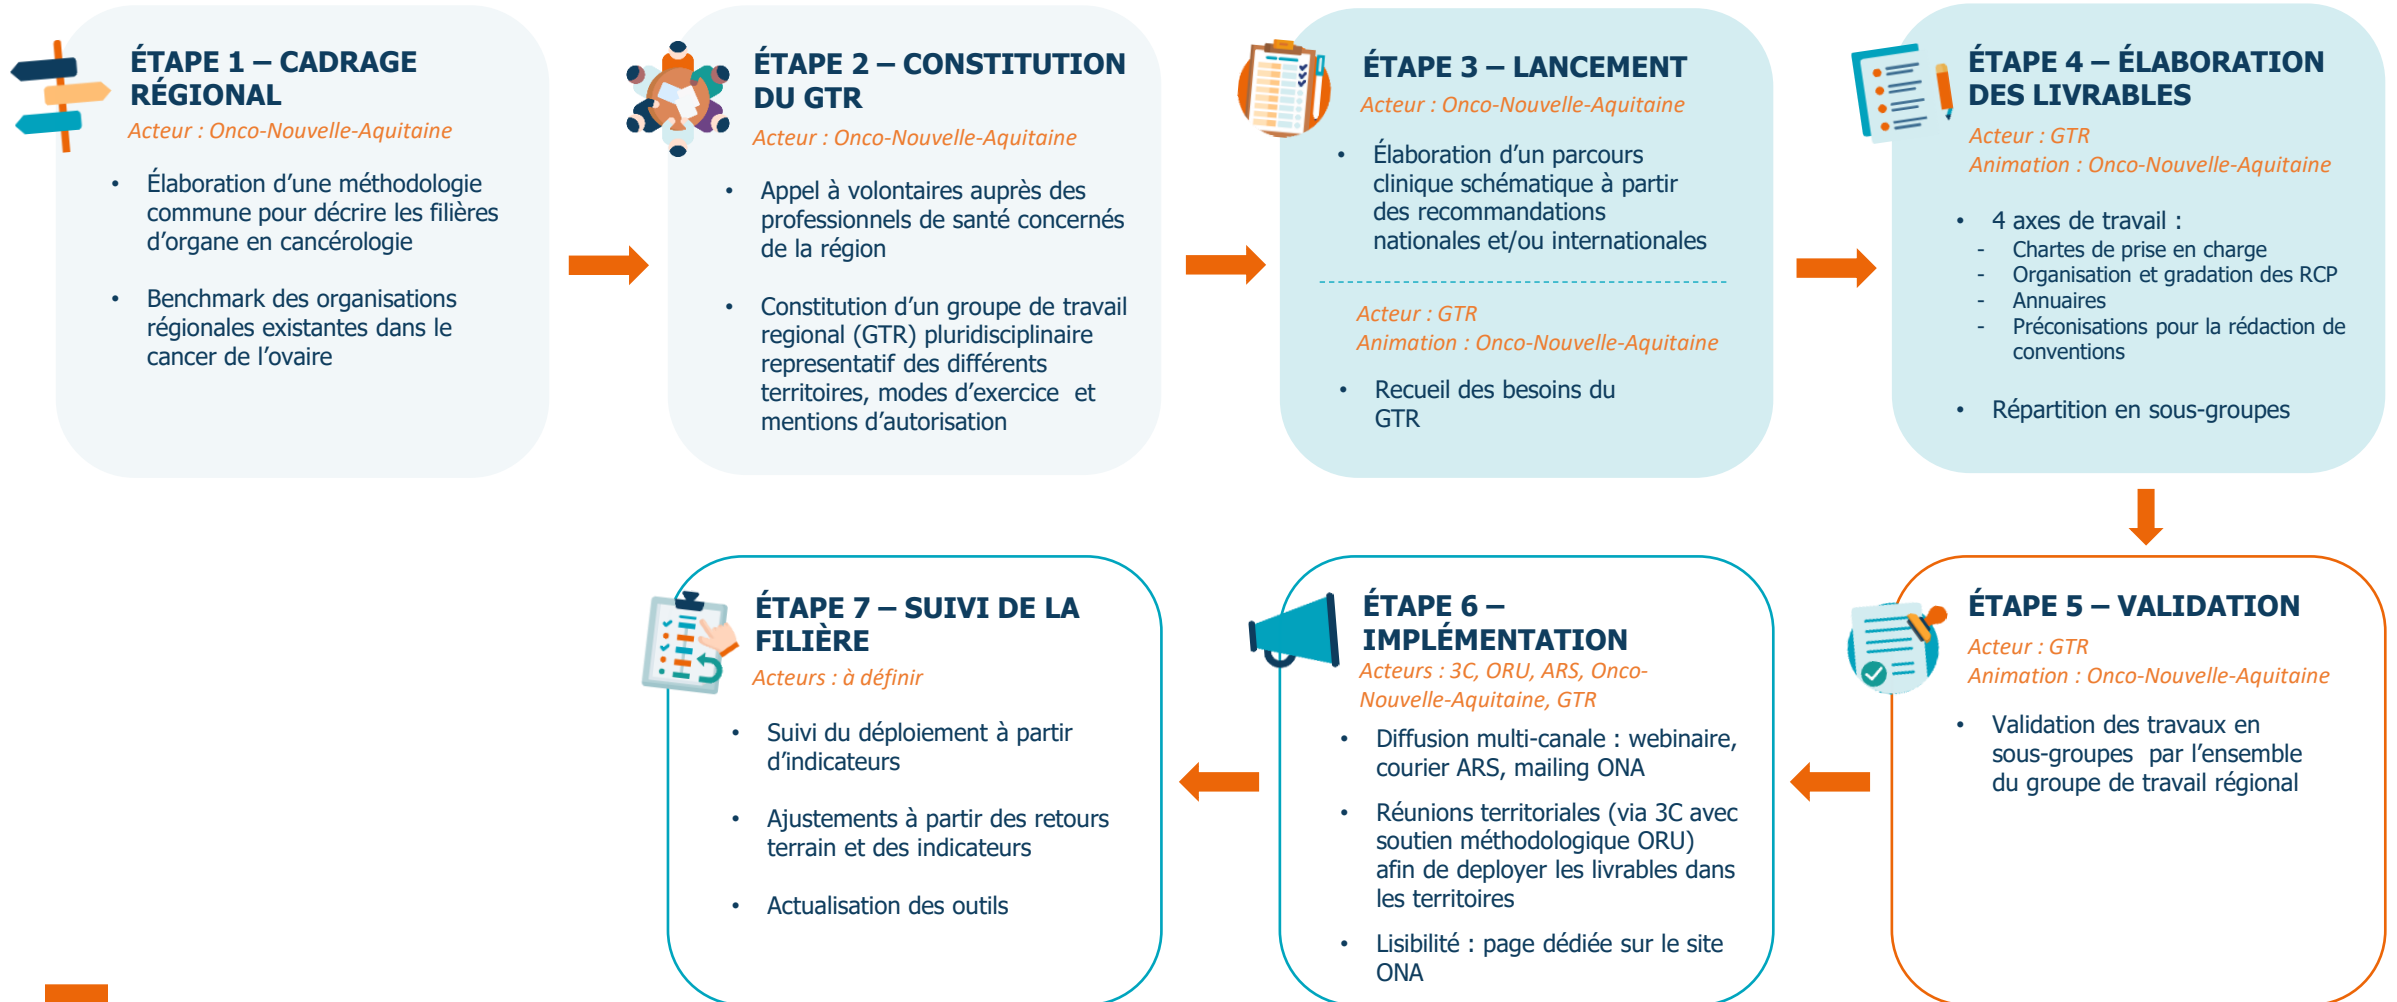 ÉTAPE 1 – CADRAGE
RÉGIONAL
Acteur : Onco-Nouvelle-Aquitaine
• Élaboration d’une méthodologie
commune pour décrire les filières
d’organe en cancérologie
• Benchmark des organisations
régionales existantes dans le
cancer de l’ovaire
ÉTAPE 2 – CONSTITUTION
DU GTR
Acteur : Onco-Nouvelle-Aquitaine
• Appel à volontaires auprès des
professionnels de santé concernés
de la région
• Constitution d’un groupe de travail
regional (GTR) pluridisciplinaire
representatif des différents
territoires, modes d’exercice et
mentions d’autorisation
ÉTAPE 3 – LANCEMENT
Acteur : Onco-Nouvelle-Aquitaine
• Élaboration d’un parcours
clinique schématique à partir
des recommandations
nationales et/ou internationales
Acteur : GTR
Animation : Onco-Nouvelle-Aquitaine
• Recueil des besoins du
GTR
ÉTAPE 4 – ÉLABORATION
DES LIVRABLES
Acteur : GTR
Animation : Onco-Nouvelle-Aquitaine
• 4 axes de travail :
- Chartes de prise en charge
- Organisation et gradation des RCP
- Annuaires
- Préconisations pour la rédaction de
conventions
• Répartition en sous-groupes
ÉTAPE 5 – VALIDATION
Acteur : GTR
Animation : Onco-Nouvelle-Aquitaine
• Validation des travaux en
sous-groupes par l’ensemble
du groupe de travail régional
ÉTAPE 6 –
IMPLÉMENTATION
Acteurs : 3C, ORU, ARS, Onco-
Nouvelle-Aquitaine, GTR
• Diffusion multi-canale : webinaire,
courier ARS, mailing ONA
• Réunions territoriales (via 3C avec
soutien méthodologique ORU)
afin de deployer les livrables dans
les territoires
• Lisibilité : page dédiée sur le site
ONA
ÉTAPE 7 – SUIVI DE LA
FILIÈRE
Acteurs : à définir
• Suivi du déploiement à partir
d’indicateurs
• Ajustements à partir des retours
terrain et des indicateurs
• Actualisation des outils